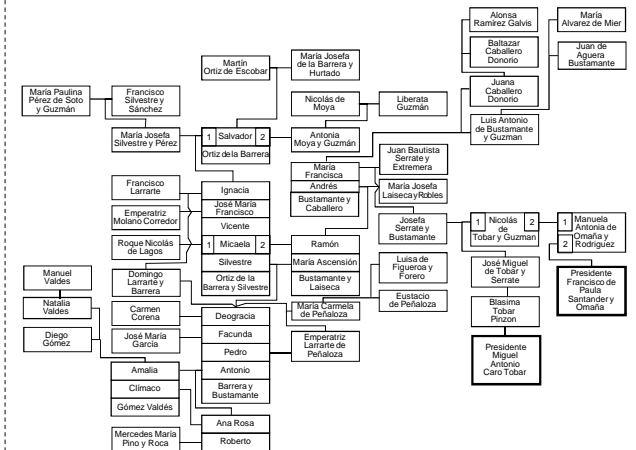 Alonsa
Ramírez Galvis
María
Alvarez de Mier
Baltazar
Caballero
Donorio
Juan de
Aguera
Bustamante
Martín
Ortiz de Escobar
María Josefa
de la Barrera y
Hurtado
Juana
Caballero
Donorio
María Paulina
Pérez de Soto
y Guzmán
Francisco
Silvestre y
Sánchez
Nicolás de
Moya
Liberata
Guzmán
Luis Antonio
de Bustamante
y Guzman
María Josefa
Silvestre y Pérez
1 Salvador 2
Ortiz de la Barrera
Antonia
Moya y Guzmán
Juan Bautista
Serrate y
Extremera
María
Francisca
Andrés
Bustamante y
Caballero
María Josefa
Laiseca y Robles
Francisco
Larrarte
Ignacia
José María
Francisco
Vicente
Emperatriz
Molano Corredor
Roque Nicolás
de Lagos
1 Micaela 2
Ramón
Josefa
Serrate y
Bustamante
1 Nicolás 2
de
Tobar y Guzman
1 Manuela
Antonia de
Omaña y
2 Rodriguez
Silvestre
María Ascensión
Ortiz de la
Barrera y Silvestre
Bustamante y
Laiseca
Luisa de
Figueroa y
Forero
José Miguel
de Tobar y
Serrate
Presidente
Francisco de
Paula
Santander y
Omaña
Manuel
Valdes
Domingo
Larrarte y
Barrera
Eustacio
de Peñaloza
Blasima
Tobar
Pinzon
Natalia
Valdes
Carmen
Corena
Deogracia
María Carmela
de Peñaloza
Diego
Gómez
José María
García
Facunda
Pedro
Emperatriz
Larrarte de
Peñaloza
Presidente
Miguel
Antonio
Caro Tobar
Amalia
Antonio
Clímaco
Barrera y
Bustamante
Gómez Valdés
Ana Rosa
Mercedes María
Pino y Roca
Roberto